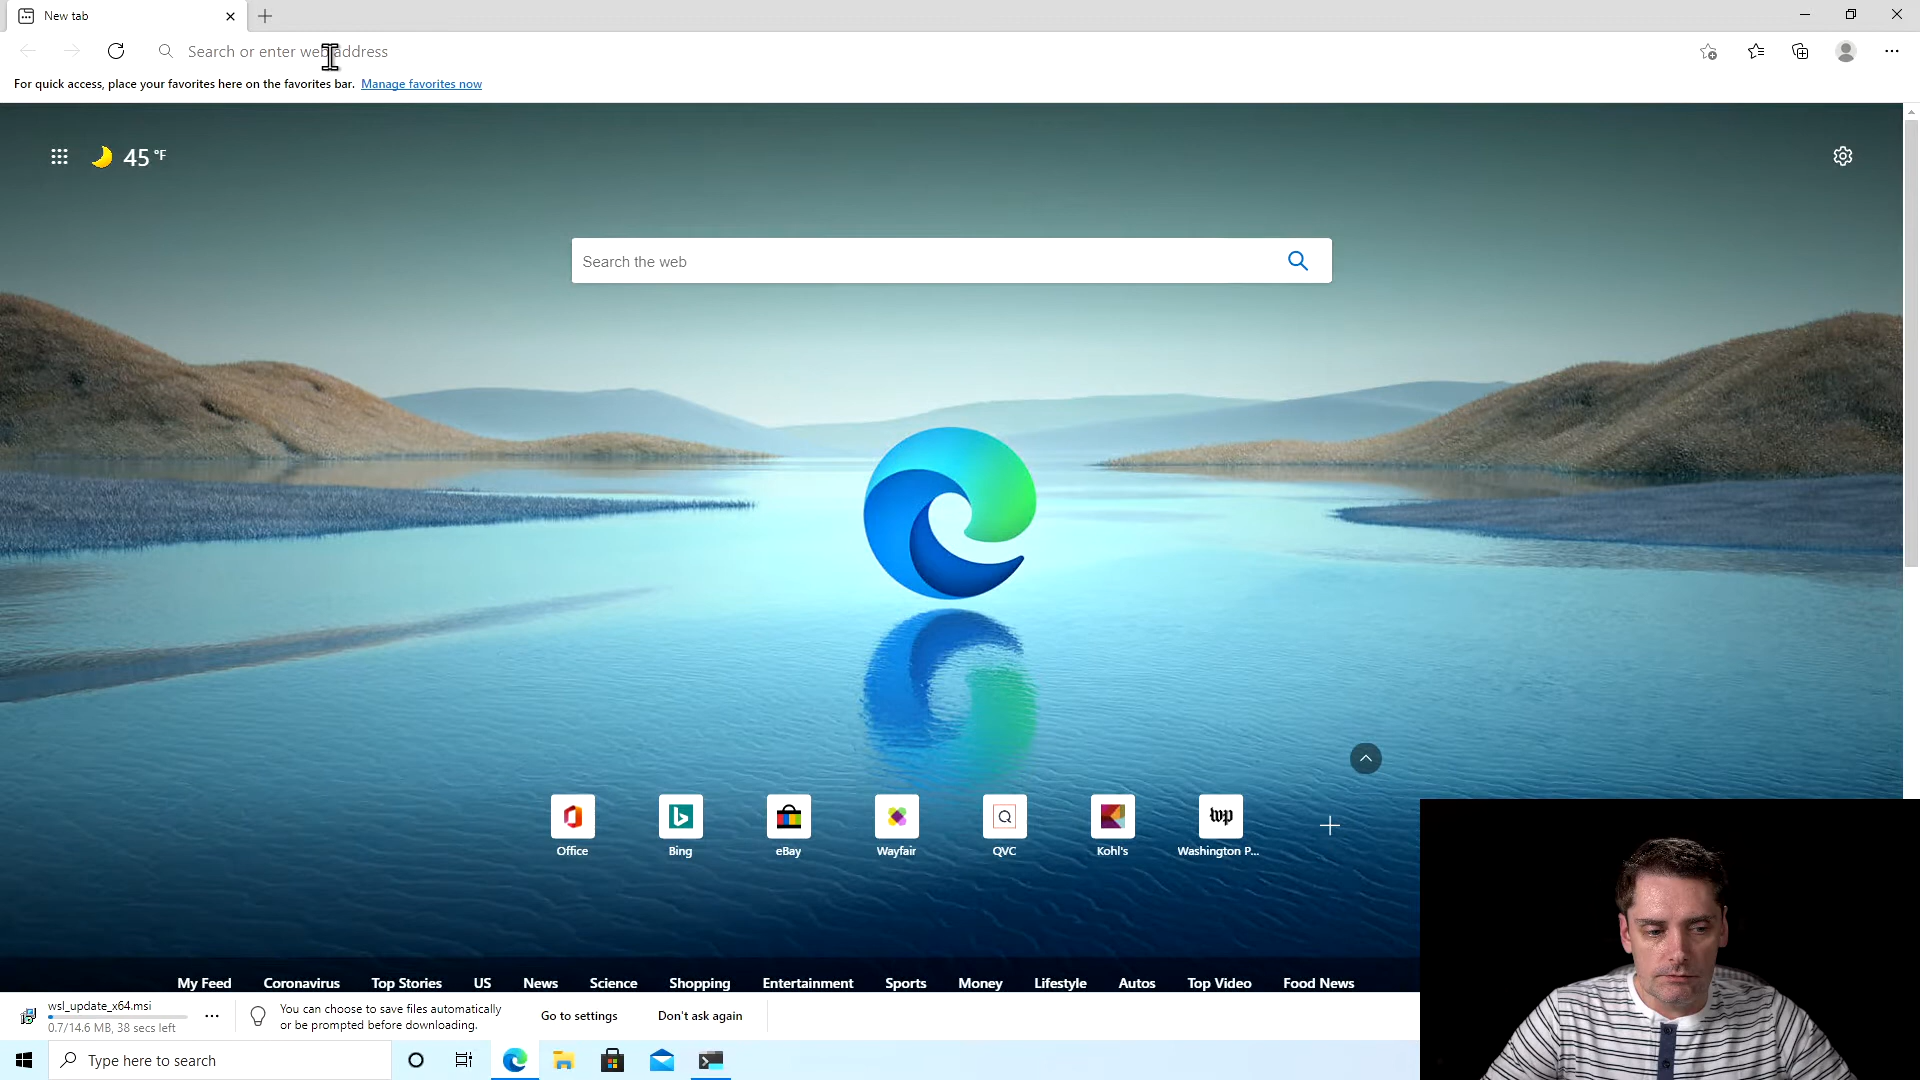 New tab
Search or enter web address
For quick access, place your favorites here on the favorites bar. Manage favorites now
45 °F
Search the web
Office
Bing
eBay
Wayfair
QVC
Kohl's
wp
Washington P...
My Feed
Coronavirus
Top Stories
US
News
Science
Shopping
Entertainment
Sports
Money
Lifestyle
Autos
Top Video
Food News
wsl_update_x64.msi
0.7/14.6 MB, 38 secs left
You can choose to save files automatically
or be prompted before downloading.
Go to settings
Don't ask again
Type here to search